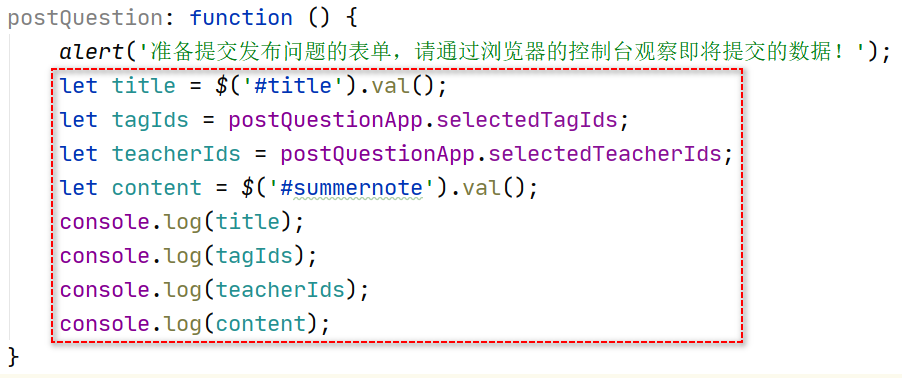 postQuestion: function () {
alert('准备提交发布问题的表单，请通过浏览器的控制台观察即将提交的数据！');
let title = $('#title').val();
let tagIds = postQuestionApp.selectedTagIds;
let teacherIds = postQuestionApp.selectedTeacherIds;
let content = $('#summernote').val();
console.log(title);
console.log(tagIds);
console.log(teacherIds);
console.log(content);
}